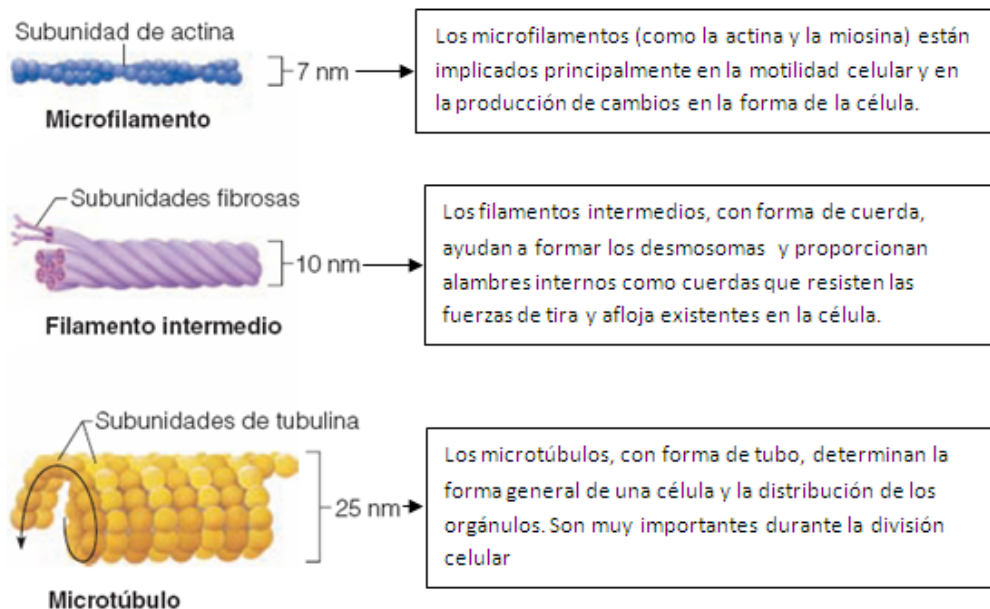 Subunidad de actina
7 nm
Microfilamento
Los microfilamentos (como la actina y la miosina) están
implicados principalmente en la motilidad celular y en
la producción de cambios en la forma de la célula.
Subunidades fibrosas
10 nm
Filamento intermedio
Los filamentos intermedios, con forma de cuerda,
ayudan a formar los desmosomas y proporcionan
alambres internos como cuerdas que resisten las
fuerzas de tira y afloja existentes en la célula.
Subunidades de tubulina
25 nm
Microtúbulo
Los microtúbulos, con forma de tubo, determinan la
forma general de una célula y la distribución de los
orgánulos. Son muy importantes durante la división
celular